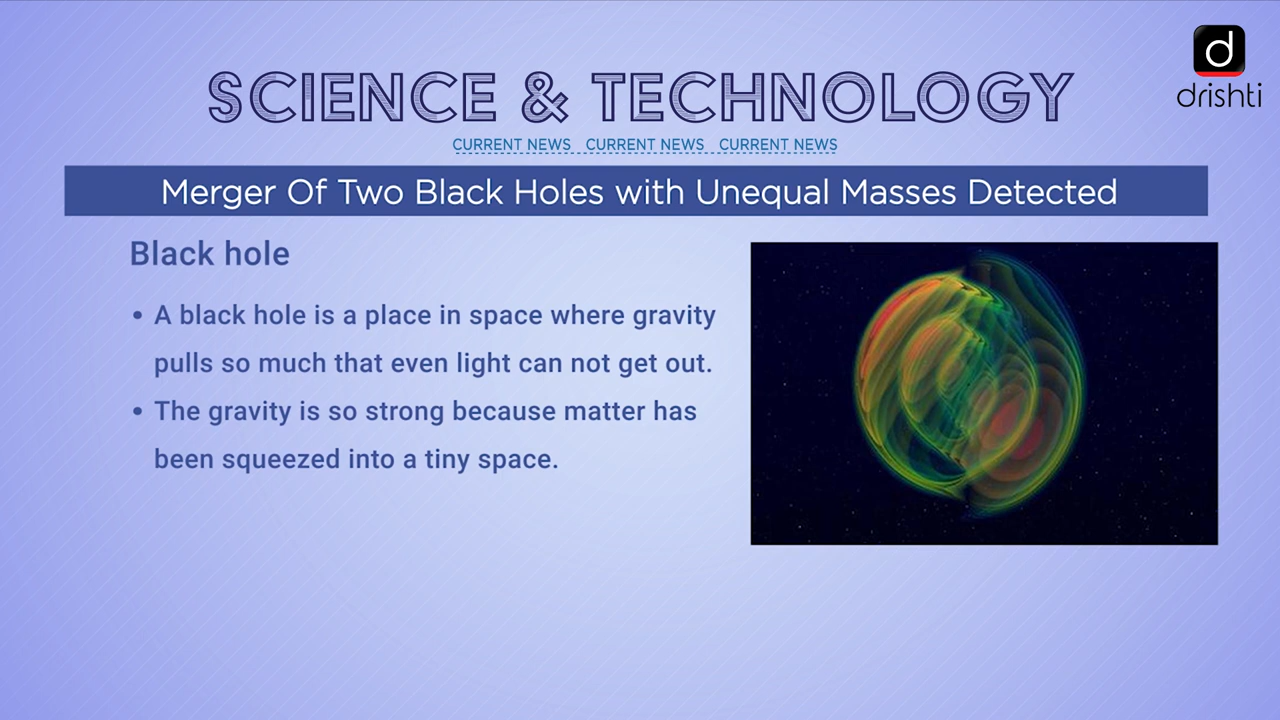 d
drishti
SCIENCE & TECHNOLOGY
CURRENT NEWS CURRENT NEWS CURRENT NEWS
Merger Of Two Black Holes with Unequal Masses Detected
Black hole
• A black hole is a place in space where gravity
pulls so much that even light can not get out.
• The gravity is so strong because matter has
been squeezed into a tiny space.